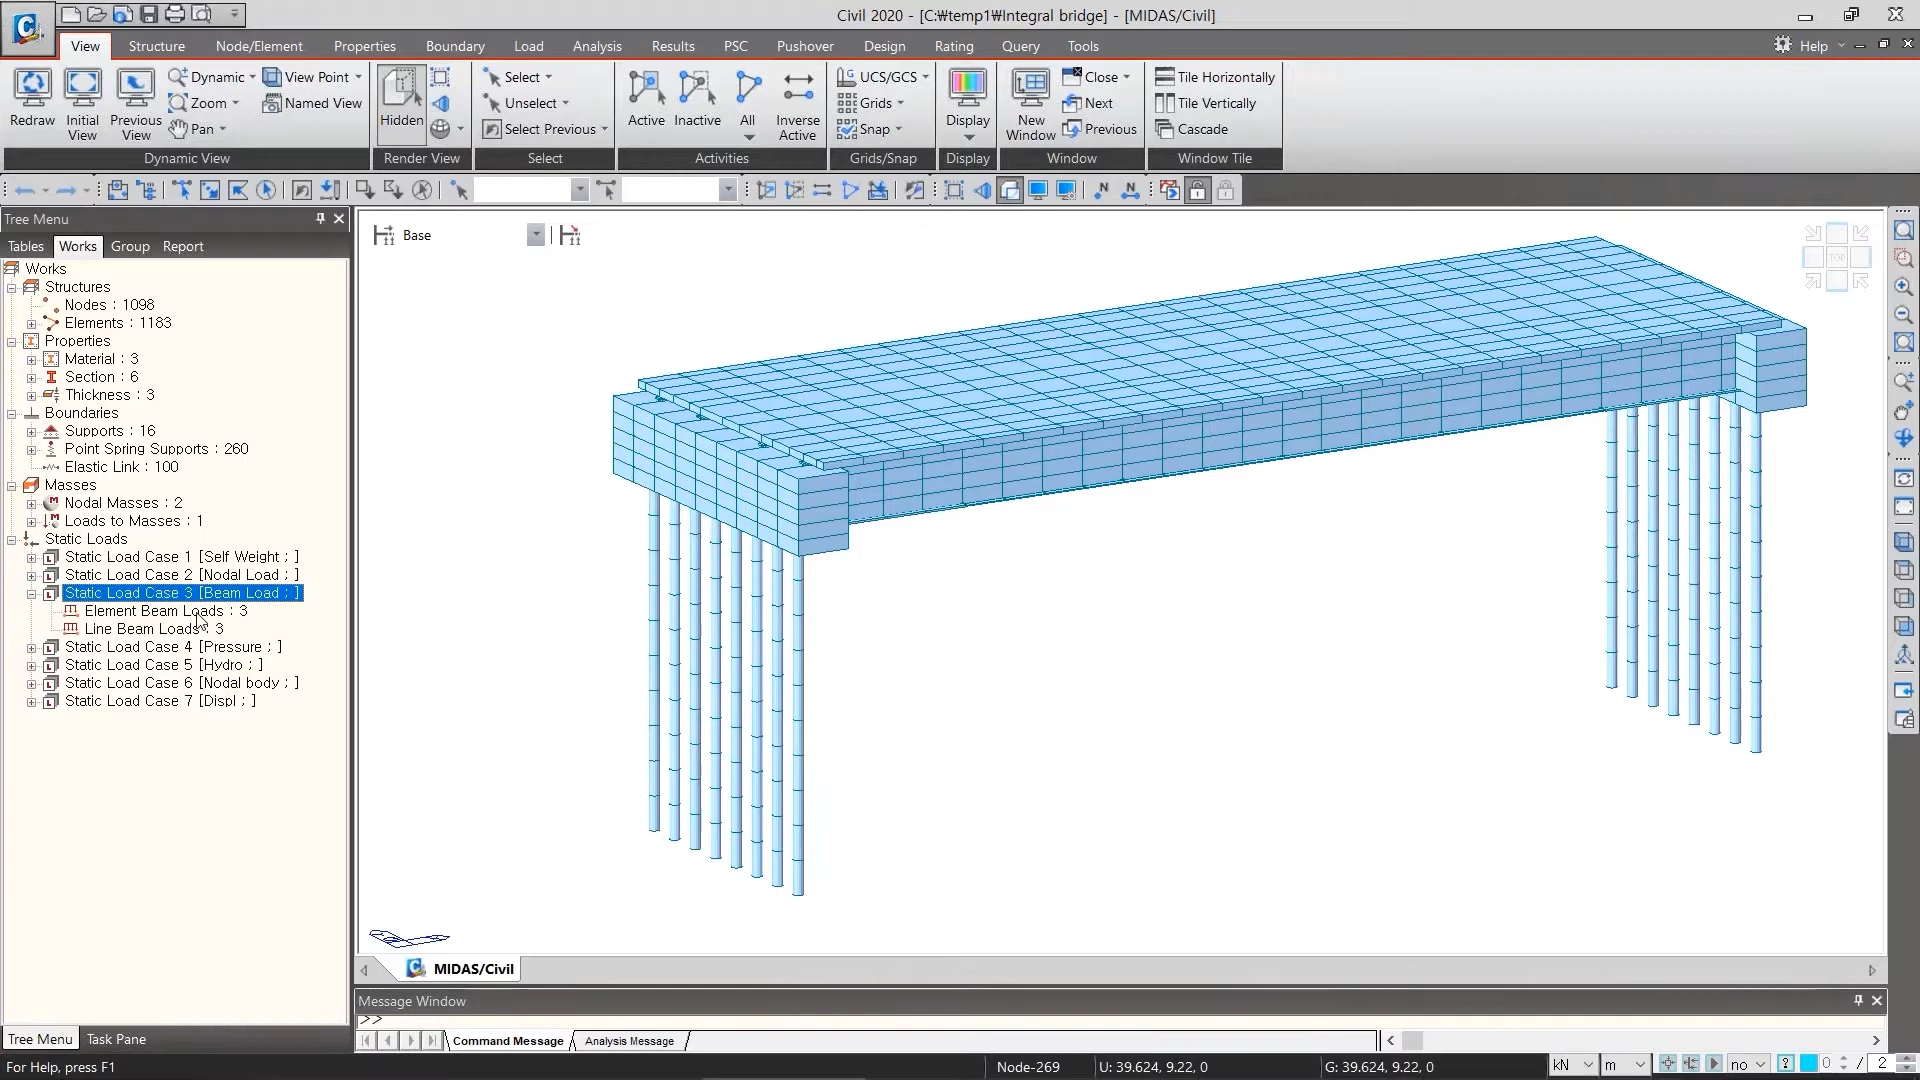 Civil 2020 - [C:₩temp1₩Integral bridge] - [MIDAS/Civil]
View Structure Node/Element Properties Boundary Load Analysis Results PSC Pushover Design Rating Query Tools Help
Redraw
Initial View
Previous View
Dynamic
Zoom
Pan
View Point
Named View
Dynamic View
Hidden
Render View
Select
Unselect
Select Previous
Select
Active
Inactive
All
Inverse Active
Activities
UCS/GCS
Grids
Snap
Grids/Snap
Display
Display
New Window
Close
Next
Previous
Window
Tile Horizontally
Tile Vertically
Cascade
Window Tile
Tree Menu
Tables Works Group Report
Works
Structures
Nodes : 1098
Elements : 1183
Properties
Material : 3
Section : 6
Thickness : 3
Boundaries
Supports : 16
Point Spring Supports : 260
Elastic Link : 100
Masses
Nodal Masses : 2
Loads to Masses : 1
Static Loads
Static Load Case 1 [Self Weight ; ]
Static Load Case 2 [Nodal Load ; ]
Static Load Case 3 [Beam Load ; ]
Element Beam Loads : 3
Line Beam Loads : 3
Static Load Case 4 [Pressure ; ]
Static Load Case 5 [Hydro ; ]
Static Load Case 6 [Nodal body ; ]
Static Load Case 7 [Displ ; ]
Base
TOP
MIDAS/Civil
Message Window
>>
Command Message Analysis Message
Tree Menu Task Pane
For Help, press F1
Node-269
U: 39.624, 9.22, 0
G: 39.624, 9.22, 0
kN
m
no
?
0 / 2